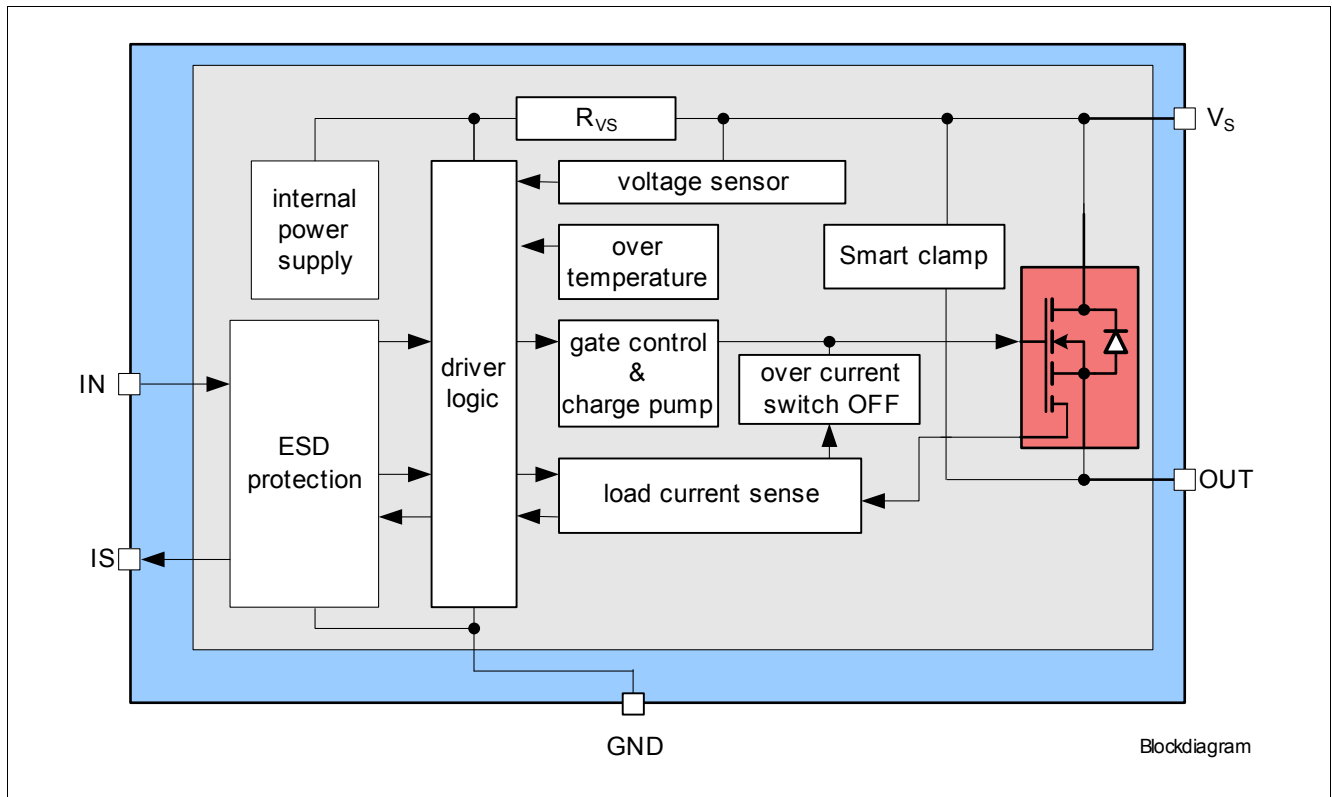 R_VS
V_S
voltage sensor
internal
power
supply
over
temperature
Smart clamp
driver
logic
gate control
&
charge pump
over current
switch OFF
IN
ESD
protection
load current sense
OUT
IS
GND
Blockdiagram